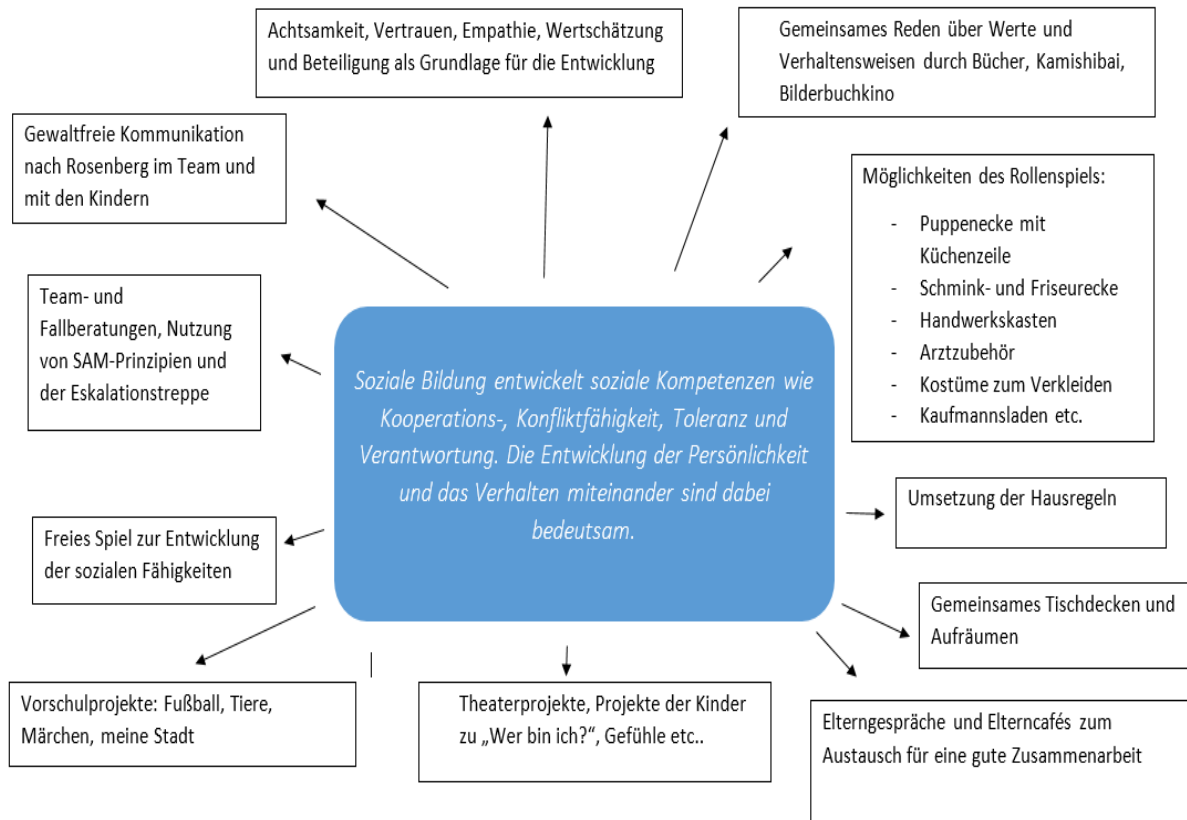 Achtsamkeit, Vertrauen, Empathie, Wertschätzung
und Beteiligung als Grundlage für die Entwicklung
Gemeinsames Reden über Werte und
Verhaltensweisen durch Bücher, Kamishibai,
Bilderbuchkino
Gewaltfreie Kommunikation
nach Rosenberg im Team und
mit den Kindern
Möglichkeiten des Rollenspiels:
- Puppenecke mit
Küchenzeile
- Schmink- und Friseurecke
- Handwerkskasten
- Arztzubehör
- Kostüme zum Verkleiden
- Kaufmannsladen etc.
Team- und
Fallberatungen, Nutzung
von SAM-Prinzipien und
der Eskalationstreppe
Soziale Bildung entwickelt soziale Kompetenzen wie
Kooperations-, Konfliktfähigkeit, Toleranz und
Verantwortung. Die Entwicklung der Persönlichkeit
und das Verhalten miteinander sind dabei
bedeutsam.
Umsetzung der Hausregeln
Freies Spiel zur Entwicklung
der sozialen Fähigkeiten
Gemeinsames Tischdecken und
Aufräumen
Vorschulprojekte: Fußball, Tiere,
Märchen, meine Stadt
Theaterprojekte, Projekte der Kinder
zu „Wer bin ich?“, Gefühle etc..
Elterngespräche und Elterncafés zum
Austausch für eine gute Zusammenarbeit